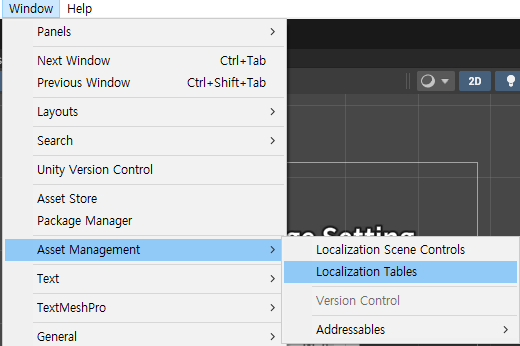 Window Help
Panels
Next Window Ctrl+Tab
Previous Window Ctrl+Shift+Tab
2D
Layouts
Search
Unity Version Control
Asset Store
Package Manager
Setting
Asset Management
Localization Scene Controls
Localization Tables
Text
Version Control
TextMeshPro
Addressables
General